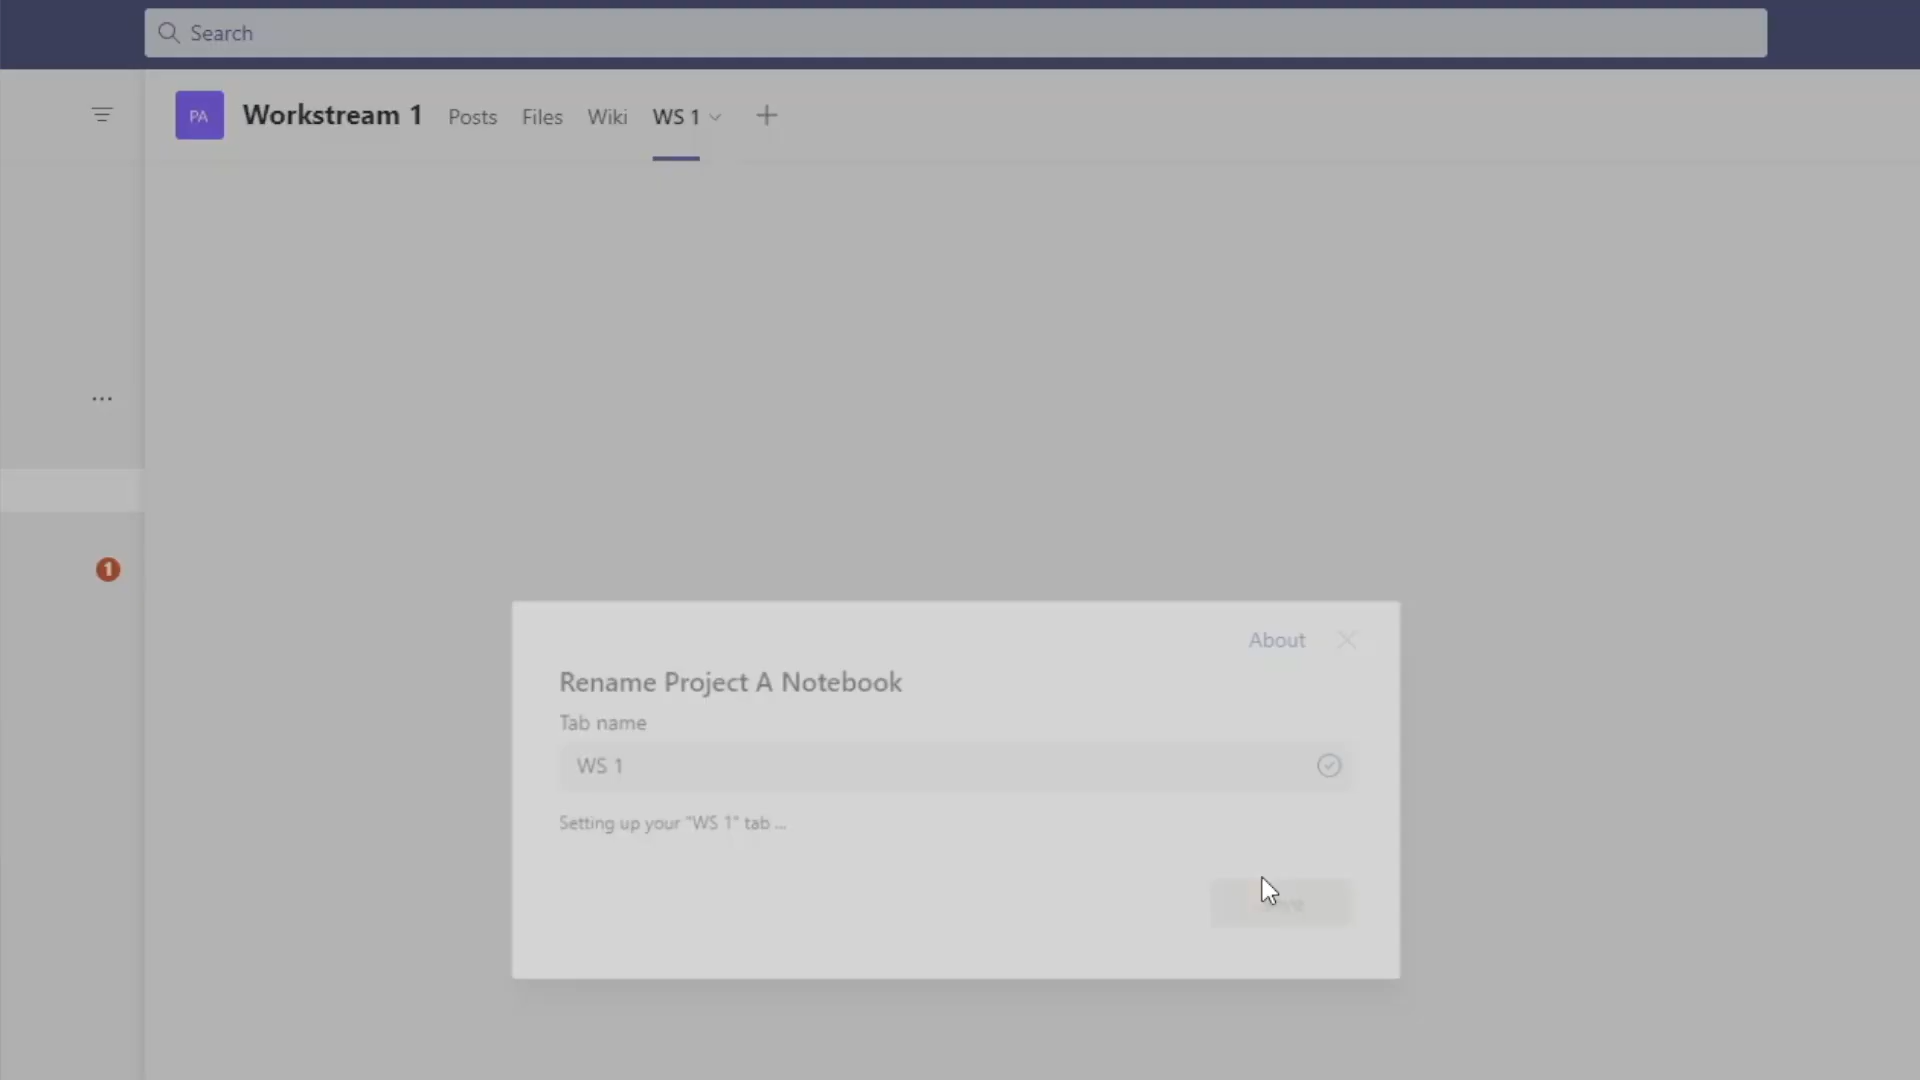 Search
PA Workstream 1 Posts Files Wiki WS 1
1
About
Rename Project A Notebook
Tab name
WS 1
Setting up your "WS 1" tab ...